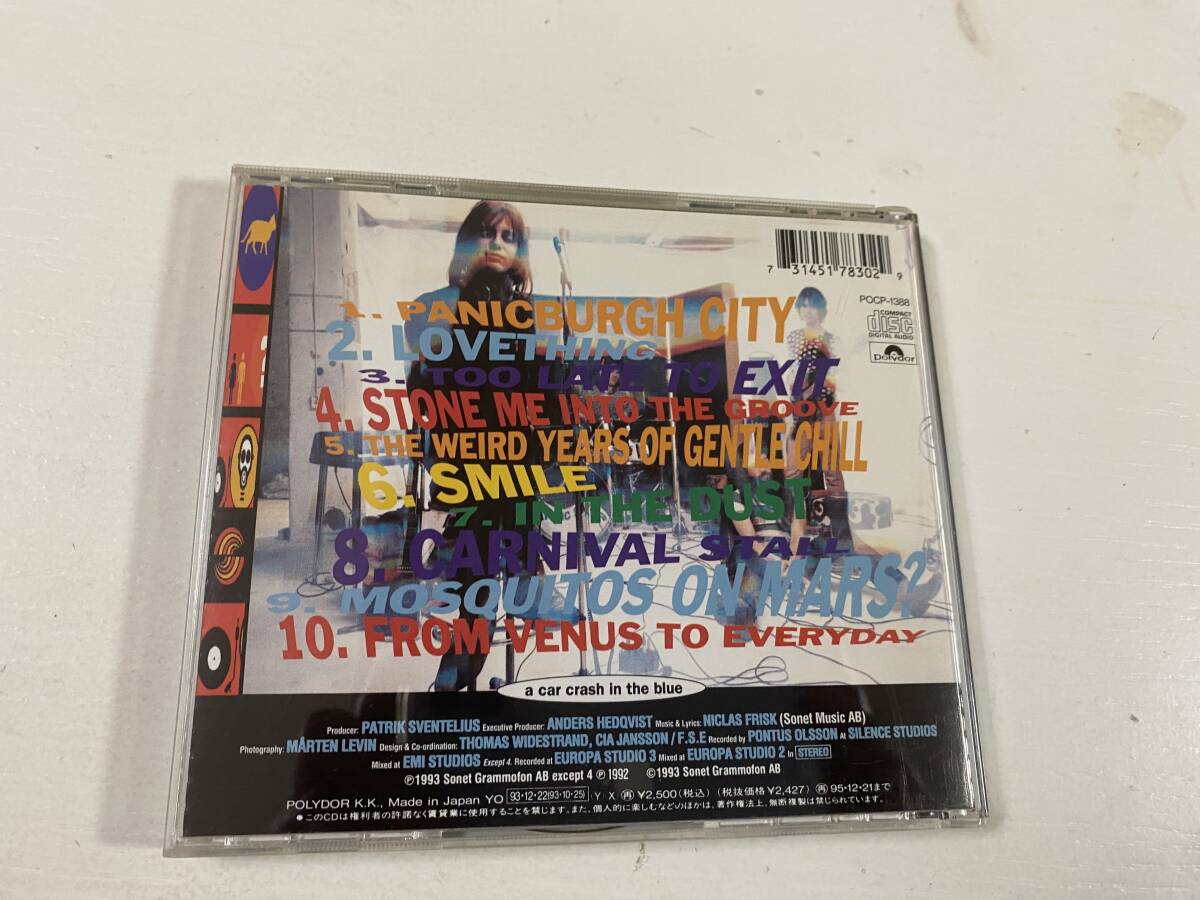 7 31451 78302 9
POCP-1388
COMPACT
disc
DIGITAL AUDIO
Polydor
1. PANICBURGH CITY
2. LOVETHING
3. TOO LATE TO EXIT
4. STONE ME INTO THE GROOVE
5. THE WEIRD YEARS OF GENTLE CHILL
6. SMILE
7. IN THE DUST
8. CARNIVAL STALL
9. MOSQUITOS ON MARS?
10. FROM VENUS TO EVERYDAY
a car crash in the blue
Producer: PATRIK SVENTELIUS Executive Producer: ANDERS HEDQVIST Music & Lyrics: NICLAS FRISK (Sonet Music AB)
Photography: MÅRTEN LEVIN Design & Co-ordination: THOMAS WIDESTRAND, CIA JANSSON / F.S.E Recorded by PONTUS OLSSON At SILENCE STUDIOS
Mixed at EMI STUDIOS Except 4. Recorded at EUROPA STUDIO 3 Mixed at EUROPA STUDIO 2 In STEREO
℗1993 Sonet Grammofon AB except 4 ℗ 1992 ©1993 Sonet Grammofon AB
POLYDOR K.K., Made in Japan YO 93·12·22(93·10·25) ·Y·X ㊞ ¥2,500(税込) (税抜価格 ¥2,427) ㊞ 95·12·21まで
●このCDは権利者の許諾なく賃貸業に使用することを禁じます。また、個人的に楽しむなどのほかは、著作権法上、無断複製は禁じられています。